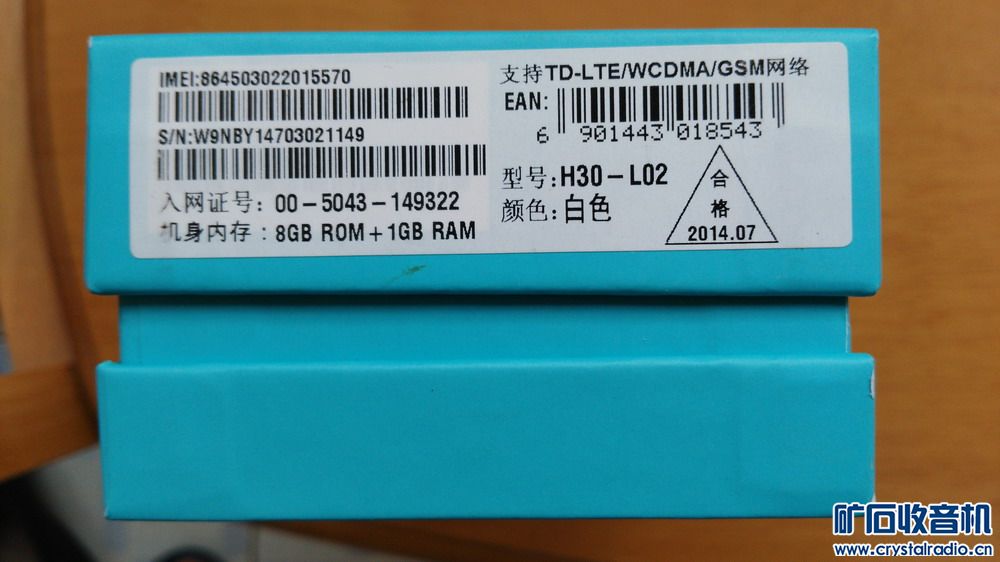 IMEI:864503022015570
S/N:W9NBY14703021149
入网证号: 00-5043-149322
机身内存: 8GB ROM+1GB RAM
支持TD-LTE/WCDMA/GSM网络
EAN:
6 901443 018543
型号:H30-L02
颜色:白色
合
格
2014.07
矿石收音机
www.crystalradio.cn